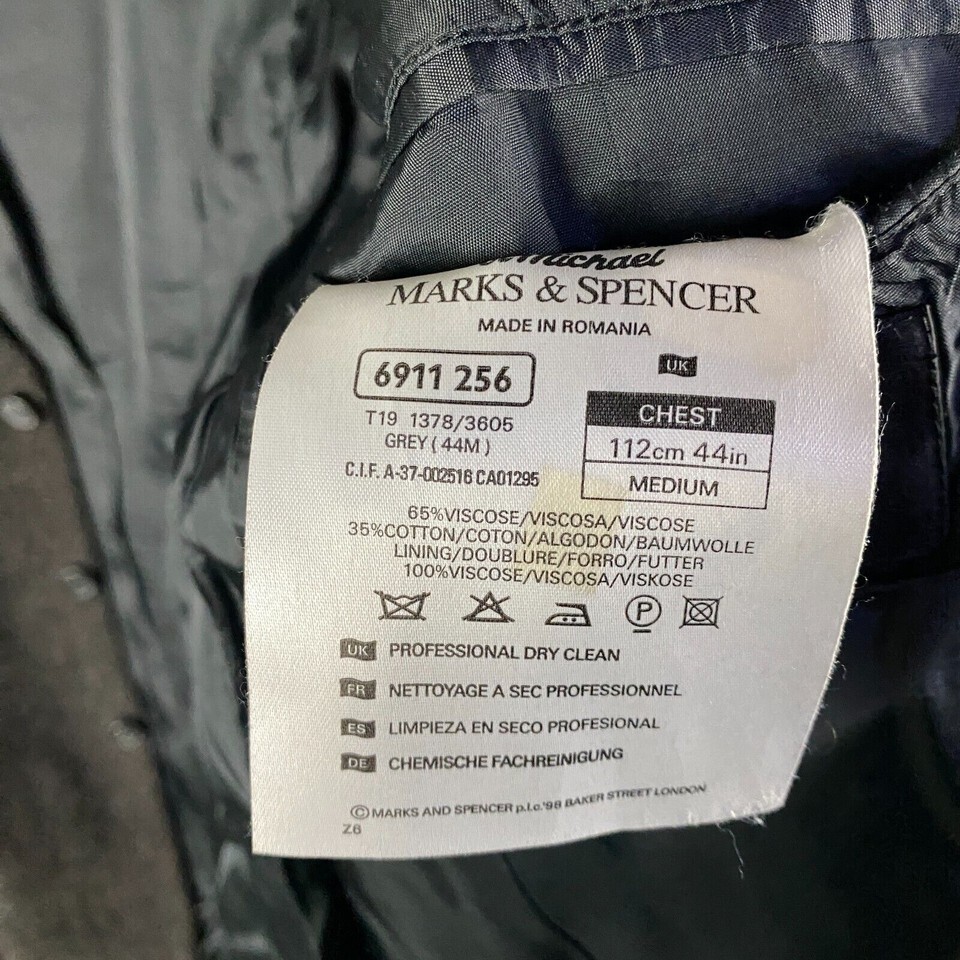 Michael
MARKS & SPENCER
MADE IN ROMANIA
6911 256
T19 1378/3605
GREY ( 44M )
C.I.F. A-37-002516 CA01295
UK
CHEST
112cm 44in
MEDIUM
65%VISCOSE/VISCOSA/VISCOSE
35%COTTON/COTON/ALGODON/BAUMWOLLE
LINING/DOUBLURE/FORRO/FUTTER
100%VISCOSE/VISCOSA/VISKOSE
P
UK PROFESSIONAL DRY CLEAN
FR NETTOYAGE A SEC PROFESSIONNEL
ES LIMPIEZA EN SECO PROFESIONAL
DE CHEMISCHE FACHREINIGUNG
© MARKS AND SPENCER p.l.c.'98 BAKER STREET LONDON
Z6